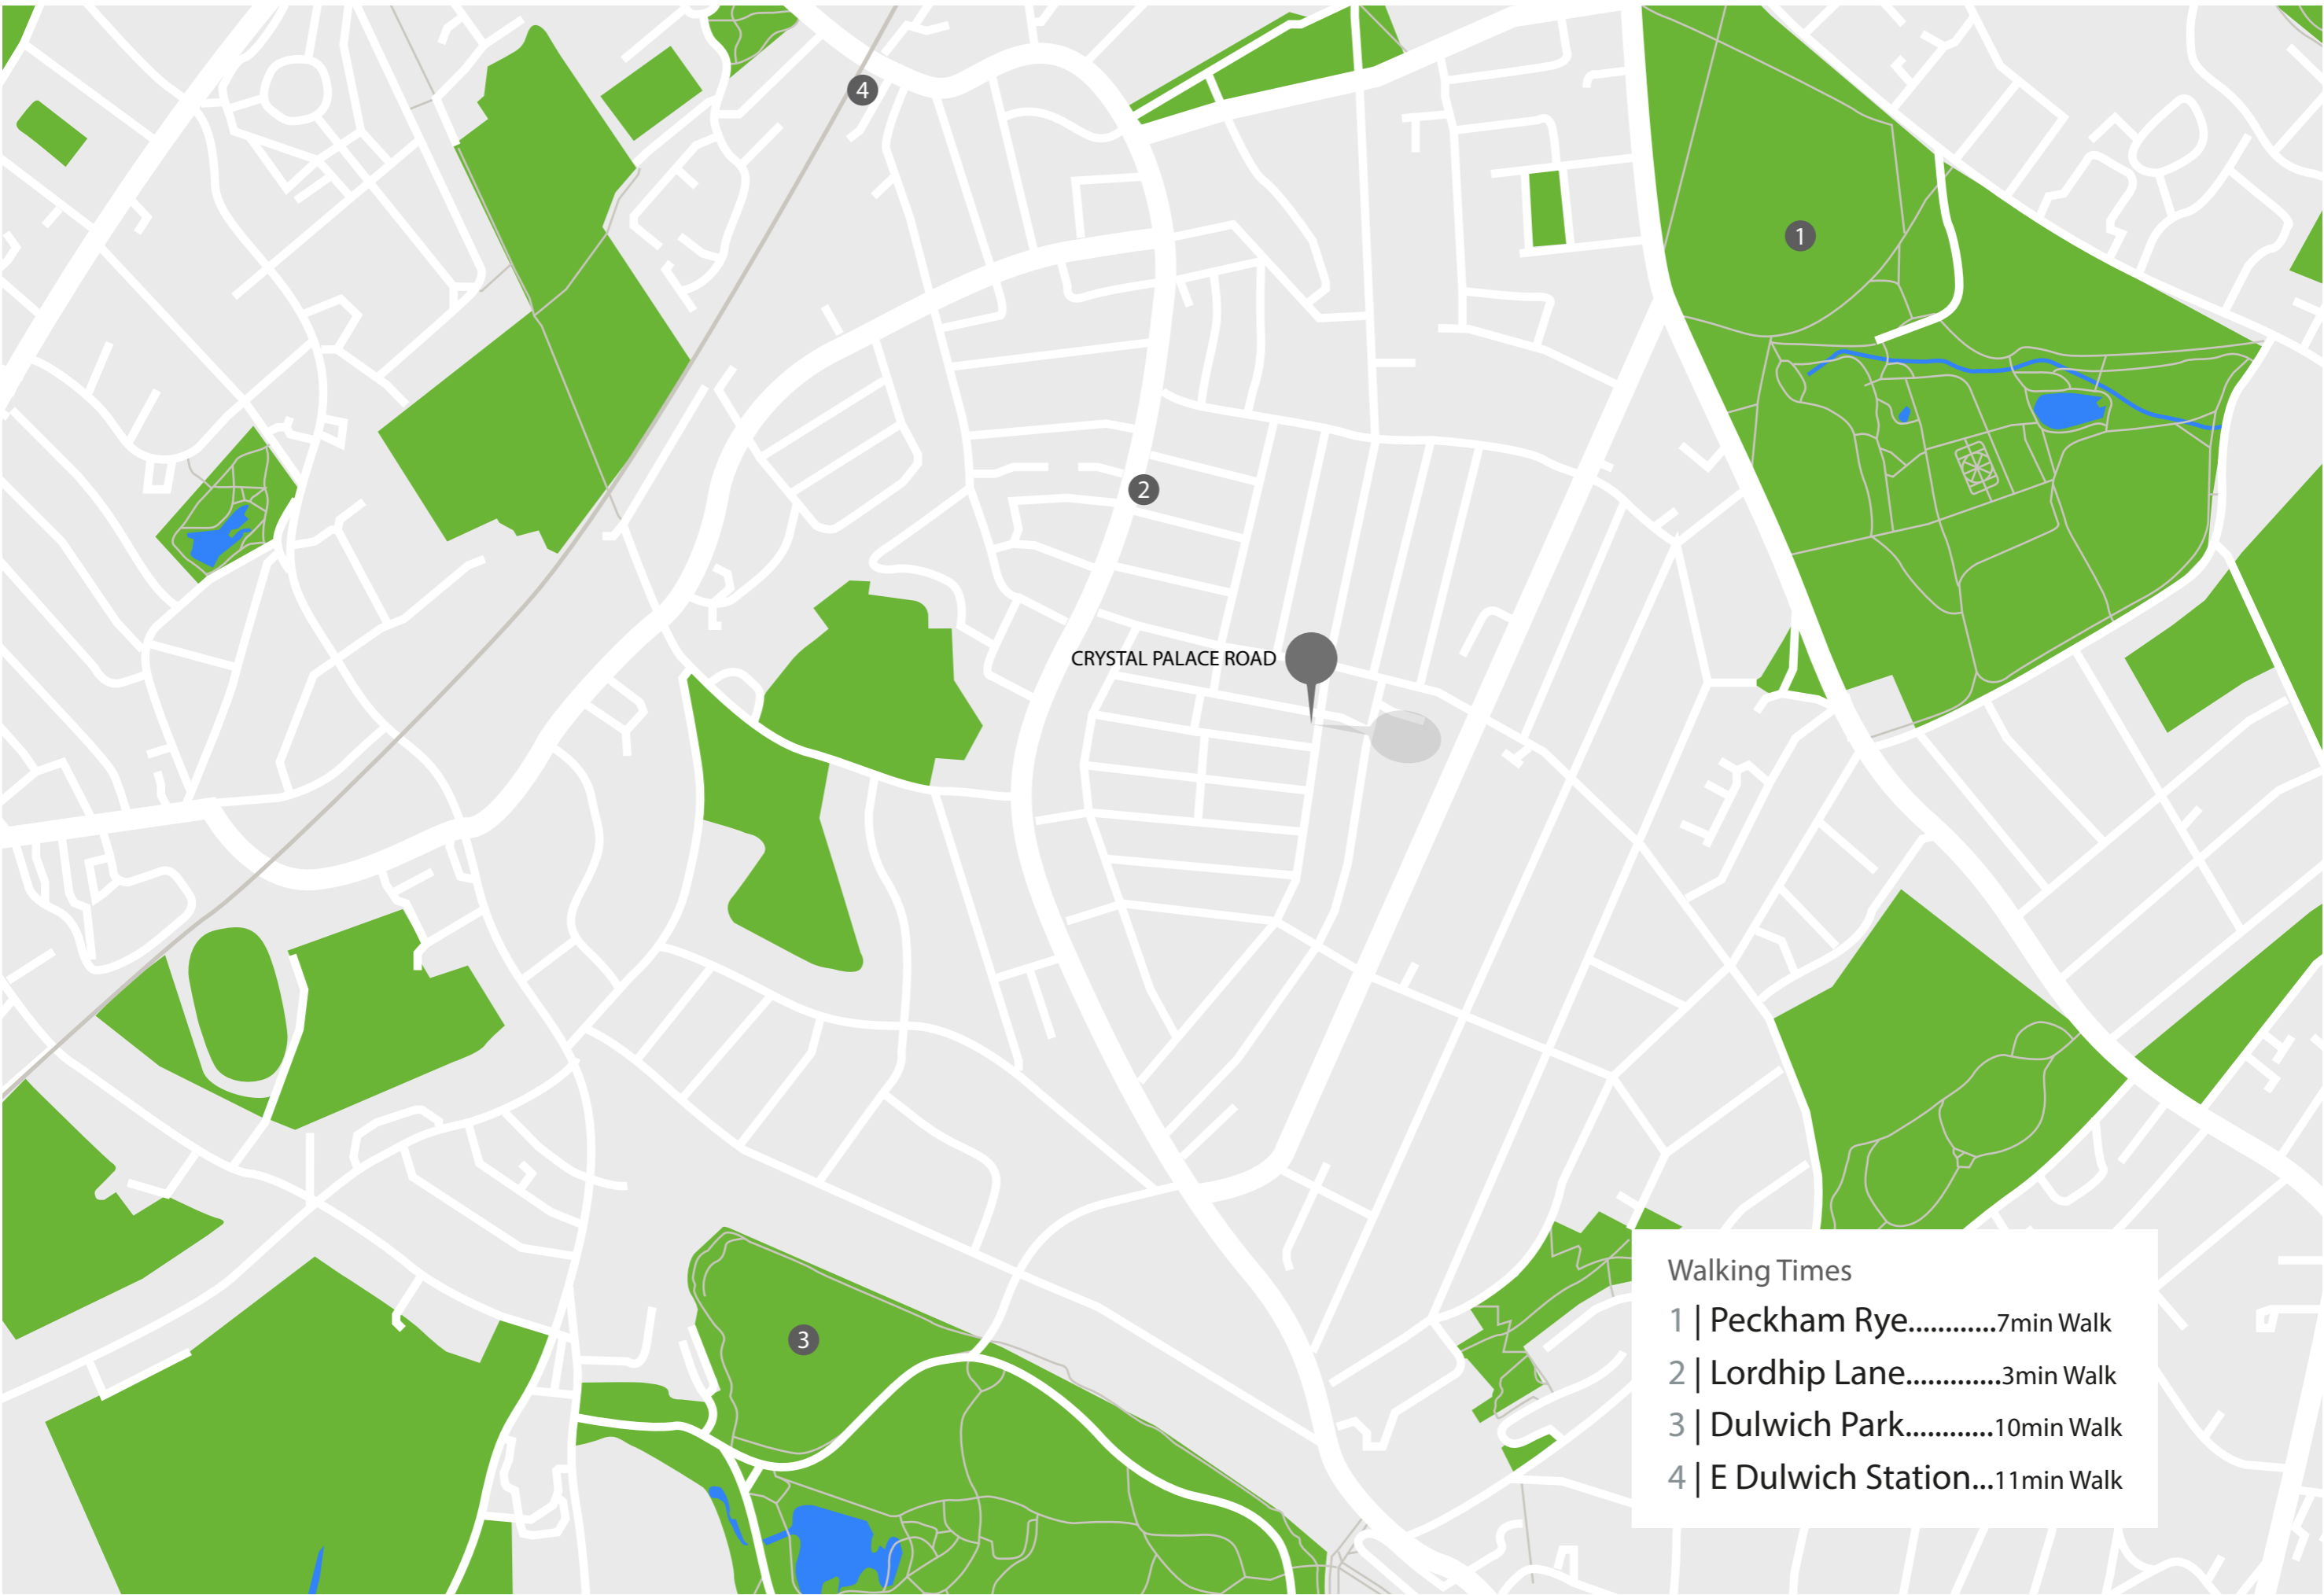 4
1
2
CRYSTAL PALACE ROAD
3
Walking Times
1 | Peckham Rye............7min Walk
2 | Lordhip Lane.............3min Walk
3 | Dulwich Park............10min Walk
4 | E Dulwich Station...11min Walk